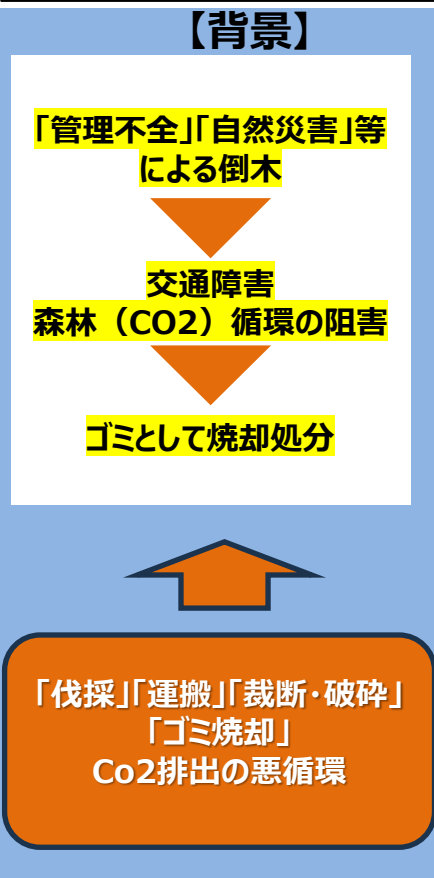 【背景】
「管理不全」「自然災害」等
による倒木
交通障害
森林（CO2）循環の阻害
ゴミとして焼却処分
「伐採」「運搬」「裁断・破砕」
「ゴミ焼却」
Co2排出の悪循環